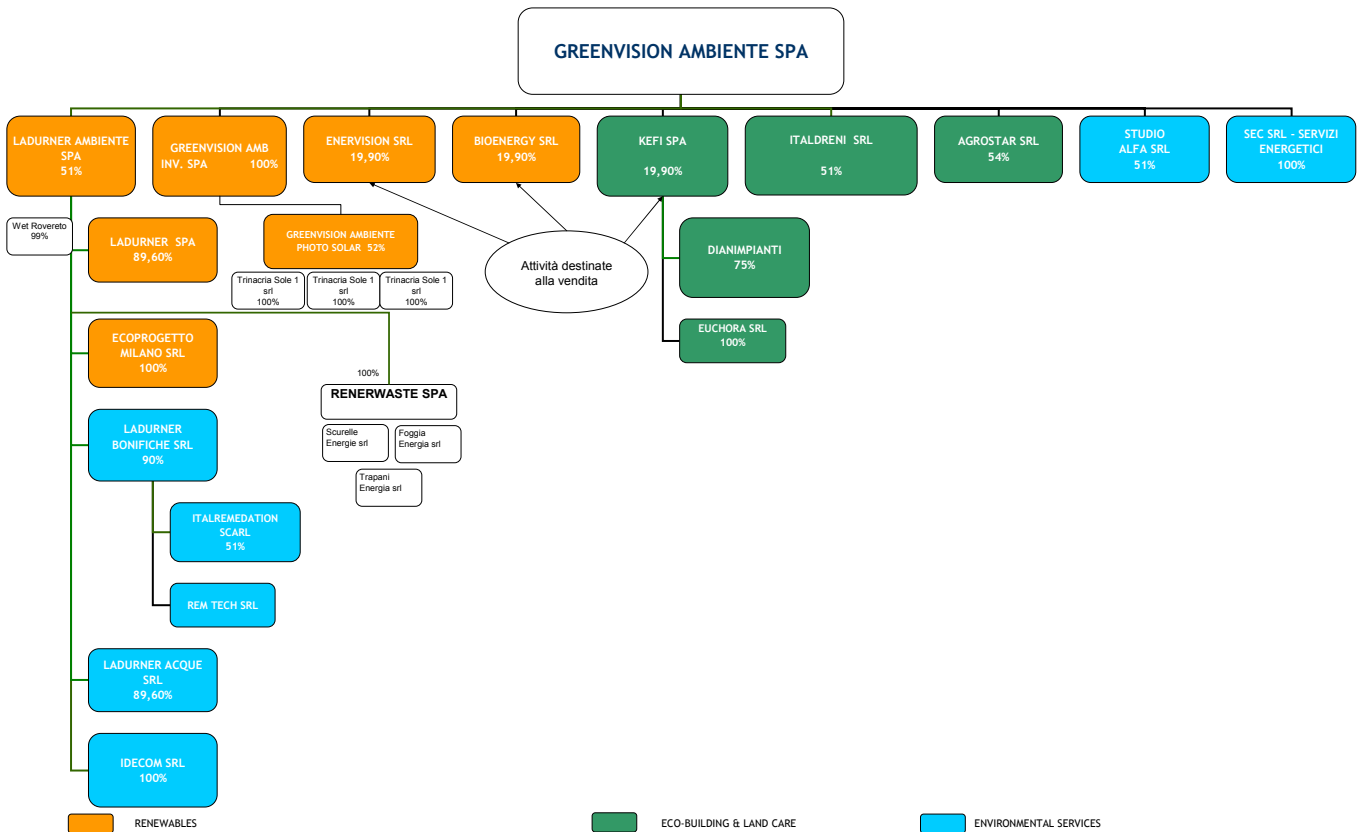 GREENVISION AMBIENTE SPA
LADURNER AMBIENTE
SPA
51%
GREENVISION AMB
INV. SPA 100%
ENERVISION SRL
19,90%
BIOENERGY SRL
19,90%
KEFI SPA
19,90%
ITALDRENI SRL
51%
AGROSTAR SRL
54%
STUDIO
ALFA SRL
51%
SEC SRL - SERVIZI
ENERGETICI
100%
Wet Rovereto
99%
LADURNER SPA
89,60%
GREENVISION AMBIENTE
PHOTO SOLAR 52%
Trinacria Sole 1
srl
100%
Trinacria Sole 1
srl
100%
Trinacria Sole 1
srl
100%
Attività destinate
alla vendita
DIANIMPIANTI
75%
EUCHORA SRL
100%
ECOPROGETTO
MILANO SRL
100%
100%
RENERWASTE SPA
Scurelle
Energie srl
Foggia
Energia srl
Trapani
Energia srl
LADURNER
BONIFICHE SRL
90%
ITALREMEDATION
SCARL
51%
REM TECH SRL
LADURNER ACQUE
SRL
89,60%
IDECOM SRL
100%
RENEWABLES
ECO-BUILDING & LAND CARE
ENVIRONMENTAL SERVICES